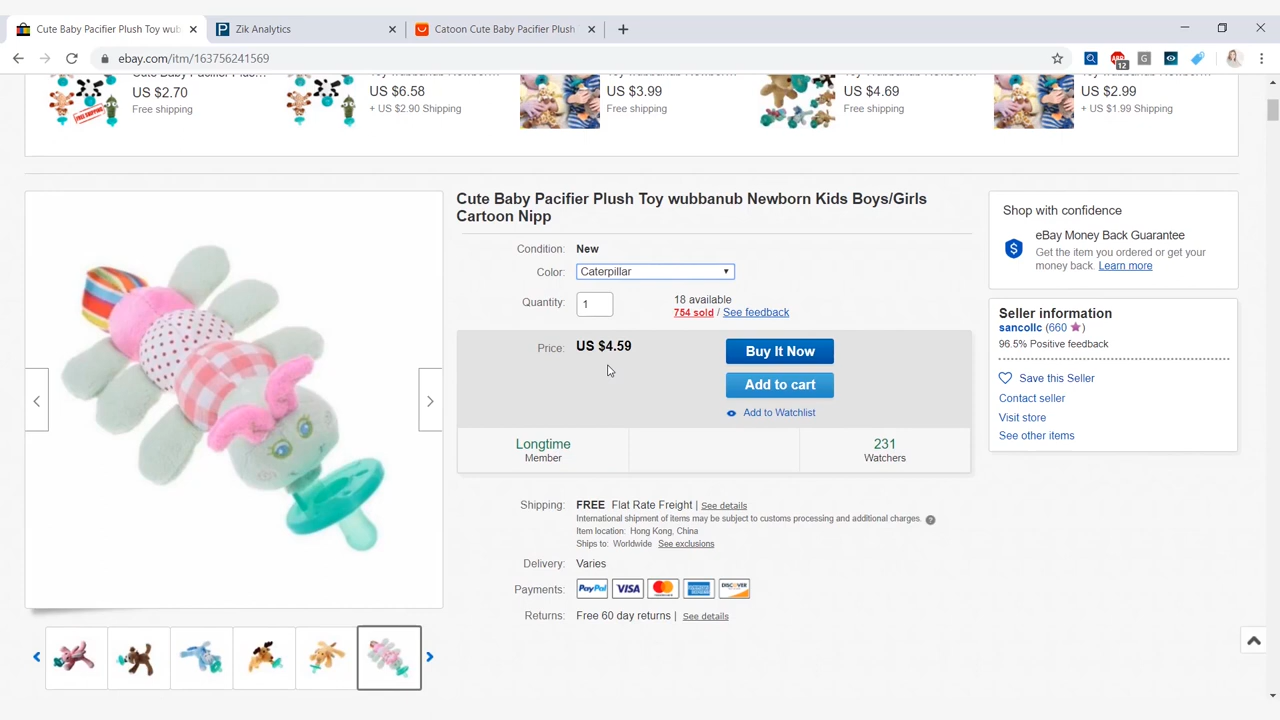 Cute Baby Pacifier Plush Toy wub
Zik Analytics
Catoon Cute Baby Pacifier Plush
ebay.com/itm/163756241569
12
G
US $2.70
Free shipping
US $6.58
+ US $2.90 Shipping
US $3.99
Free shipping
US $4.69
Free shipping
US $2.99
+ US $1.99 Shipping
Cute Baby Pacifier Plush Toy wubbanub Newborn Kids Boys/Girls
Cartoon Nipp
Condition: New
Color: Caterpillar
Quantity: 1
18 available
754 sold / See feedback
Price: US $4.59
Buy It Now
Add to cart
Add to Watchlist
Longtime
Member
231
Watchers
Shipping: FREE Flat Rate Freight | See details
International shipment of items may be subject to customs processing and additional charges. ?
Item location: Hong Kong, China
Ships to: Worldwide See exclusions
Delivery: Varies
Payments: PayPal VISA DISCOVER
Returns: Free 60 day returns | See details
Shop with confidence
eBay Money Back Guarantee
Get the item you ordered or get your
money back. Learn more
Seller information
sancollc (660 )
96.5% Positive feedback
Save this Seller
Contact seller
Visit store
See other items